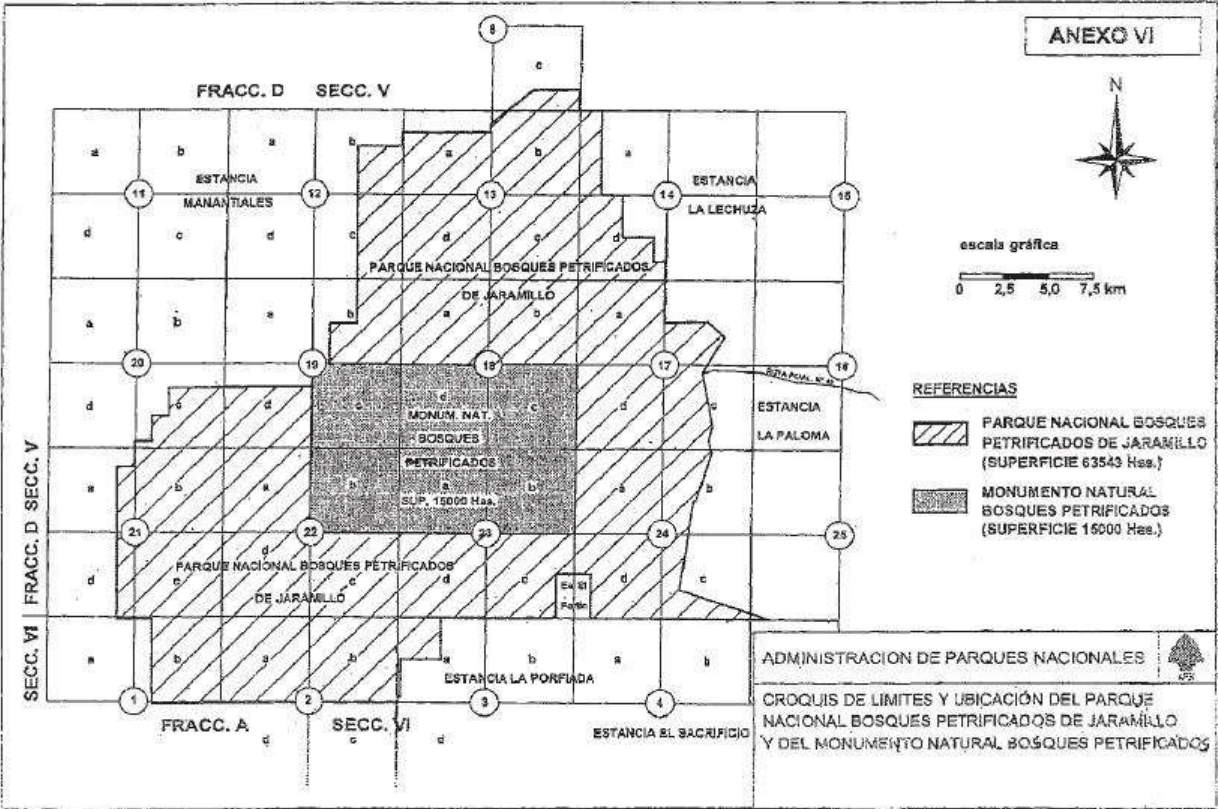 ANEXO VI
8
c
FRACC. D SECC. V
N
a b a b a b a
ESTANCIA
MANANTIALES
11 12 13 14 15
ESTANCIA
LA LECHUZA
d c d c d c d
escala gráfica
0 2,5 5,0 7,5 km
PARQUE NACIONAL BOSQUES PETRIFICADOS
DE JARAMILLO
a b a b a b a
20 19 18 17 16
REFERENCIAS
PARQUE NACIONAL BOSQUES
PETRIFICADOS DE JARAMILLO
(SUPERFICIE 63543 Has.)
MONUMENTO NATURAL
BOSQUES PETRIFICADOS
(SUPERFICIE 15000 Has.)
d c d c d c d c
MONUM. NAT.
BOSQUES
PETRIFICADOS
SUP. 15000 Has.
ESTANCIA
LA PALOMA
a b a b a b a b
21 22 23 24 25
FRACC. D SECC. V
SECC. VI
d c d c d c d c
PARQUE NACIONAL BOSQUES PETRIFICADOS
DE JARAMILLO
Ea. El
Fortín
a b a b a b a b
ESTANCIA LA PORFIADA
1 2 3 4
FRACC. A SECC. VI
d c d
ESTANCIA EL SACRIFICIO
ADMINISTRACION DE PARQUES NACIONALES
APN
CROQUIS DE LIMITES Y UBICACIÓN DEL PARQUE
NACIONAL BOSQUES PETRIFICADOS DE JARAMILLO
Y DEL MONUMENTO NATURAL BOSQUES PETRIFICADOS